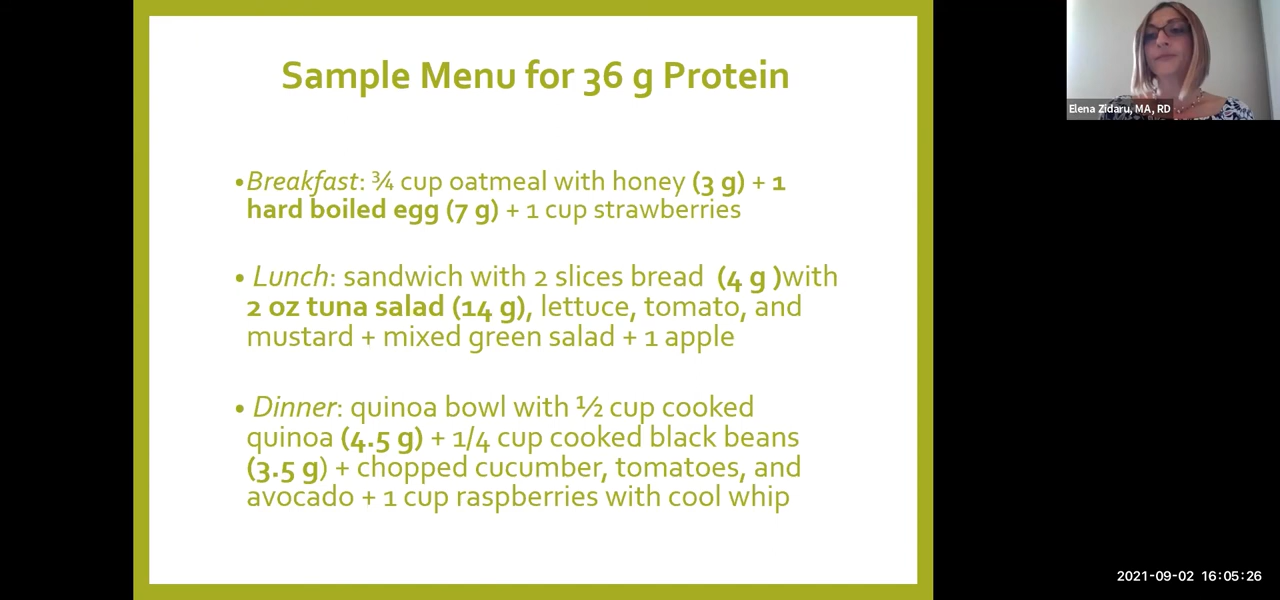 Sample Menu for 36 g Protein
Elena Zidaru, MA, RD
•Breakfast: ¾ cup oatmeal with honey (3 g) + 1
hard boiled egg (7 g) + 1 cup strawberries
• Lunch: sandwich with 2 slices bread (4 g )with
2 oz tuna salad (14 g), lettuce, tomato, and
mustard + mixed green salad + 1 apple
• Dinner: quinoa bowl with ½ cup cooked
quinoa (4.5 g) + 1/4 cup cooked black beans
(3.5 g) + chopped cucumber, tomatoes, and
avocado + 1 cup raspberries with cool whip
2021-09-02 16:05:26